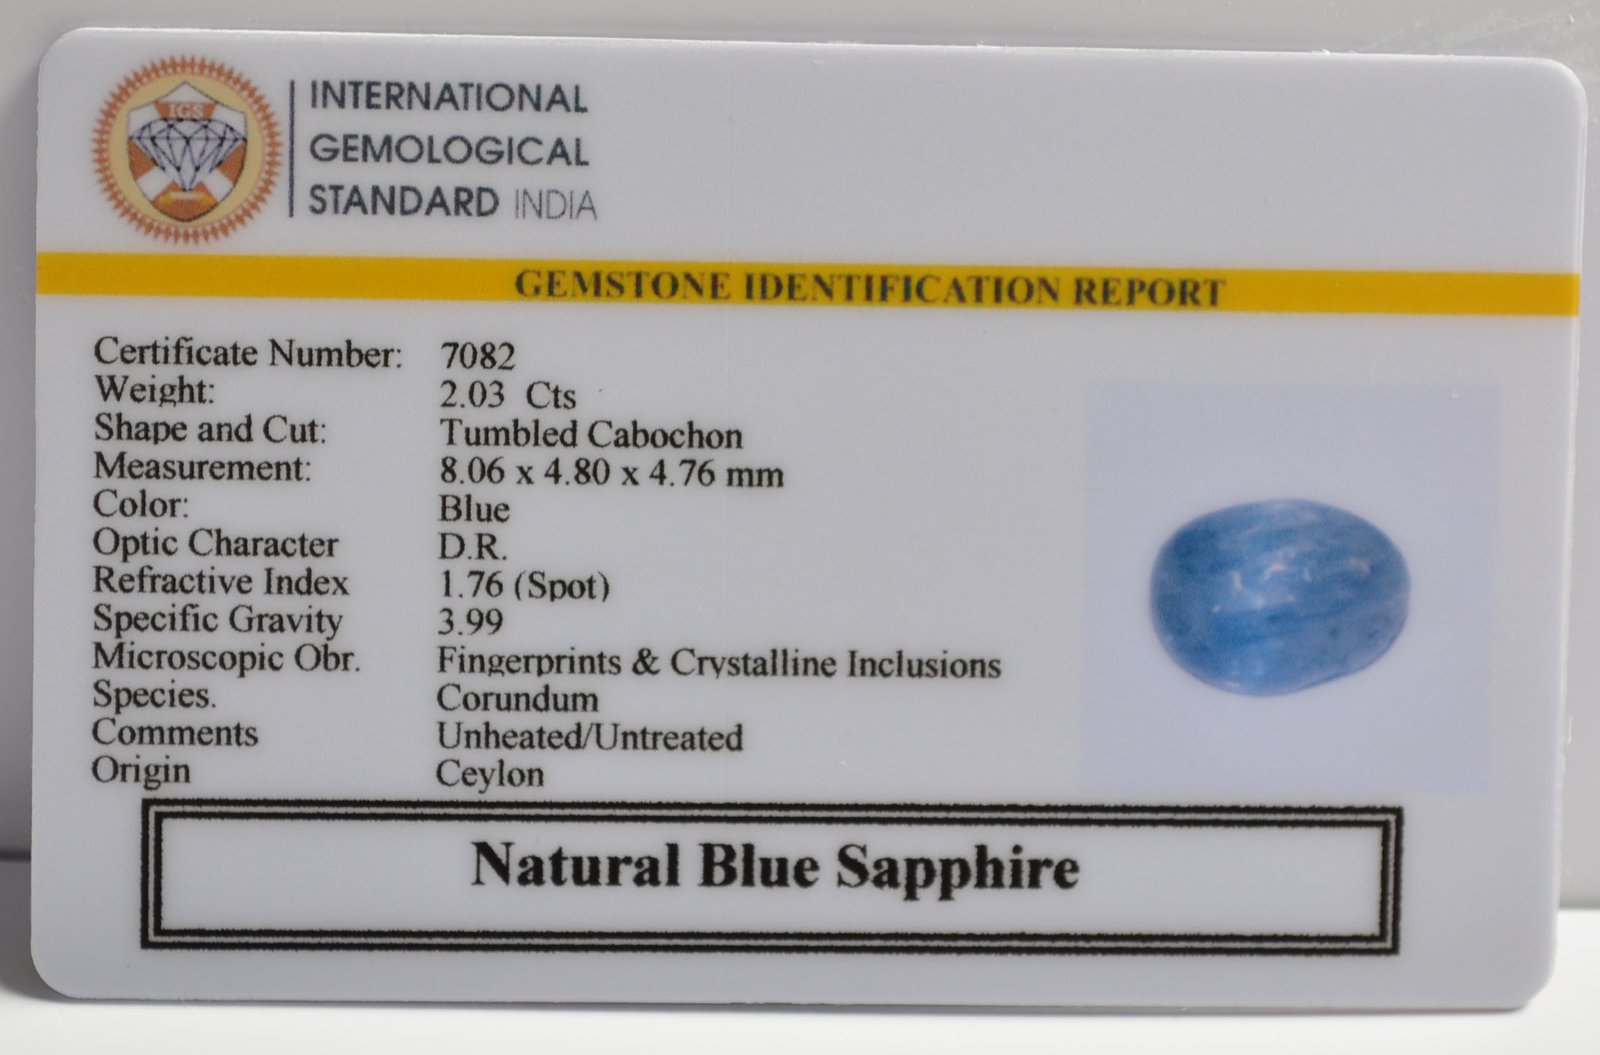 IGS
INTERNATIONAL
GEMOLOGICAL
STANDARD INDIA
GEMSTONE IDENTIFICATION REPORT
Certificate Number: 7082
Weight: 2.03 Cts
Shape and Cut: Tumbled Cabochon
Measurement: 8.06 x 4.80 x 4.76 mm
Color: Blue
Optic Character D.R.
Refractive Index 1.76 (Spot)
Specific Gravity 3.99
Microscopic Obr. Fingerprints & Crystalline Inclusions
Species. Corundum
Comments Unheated/Untreated
Origin Ceylon
Natural Blue Sapphire